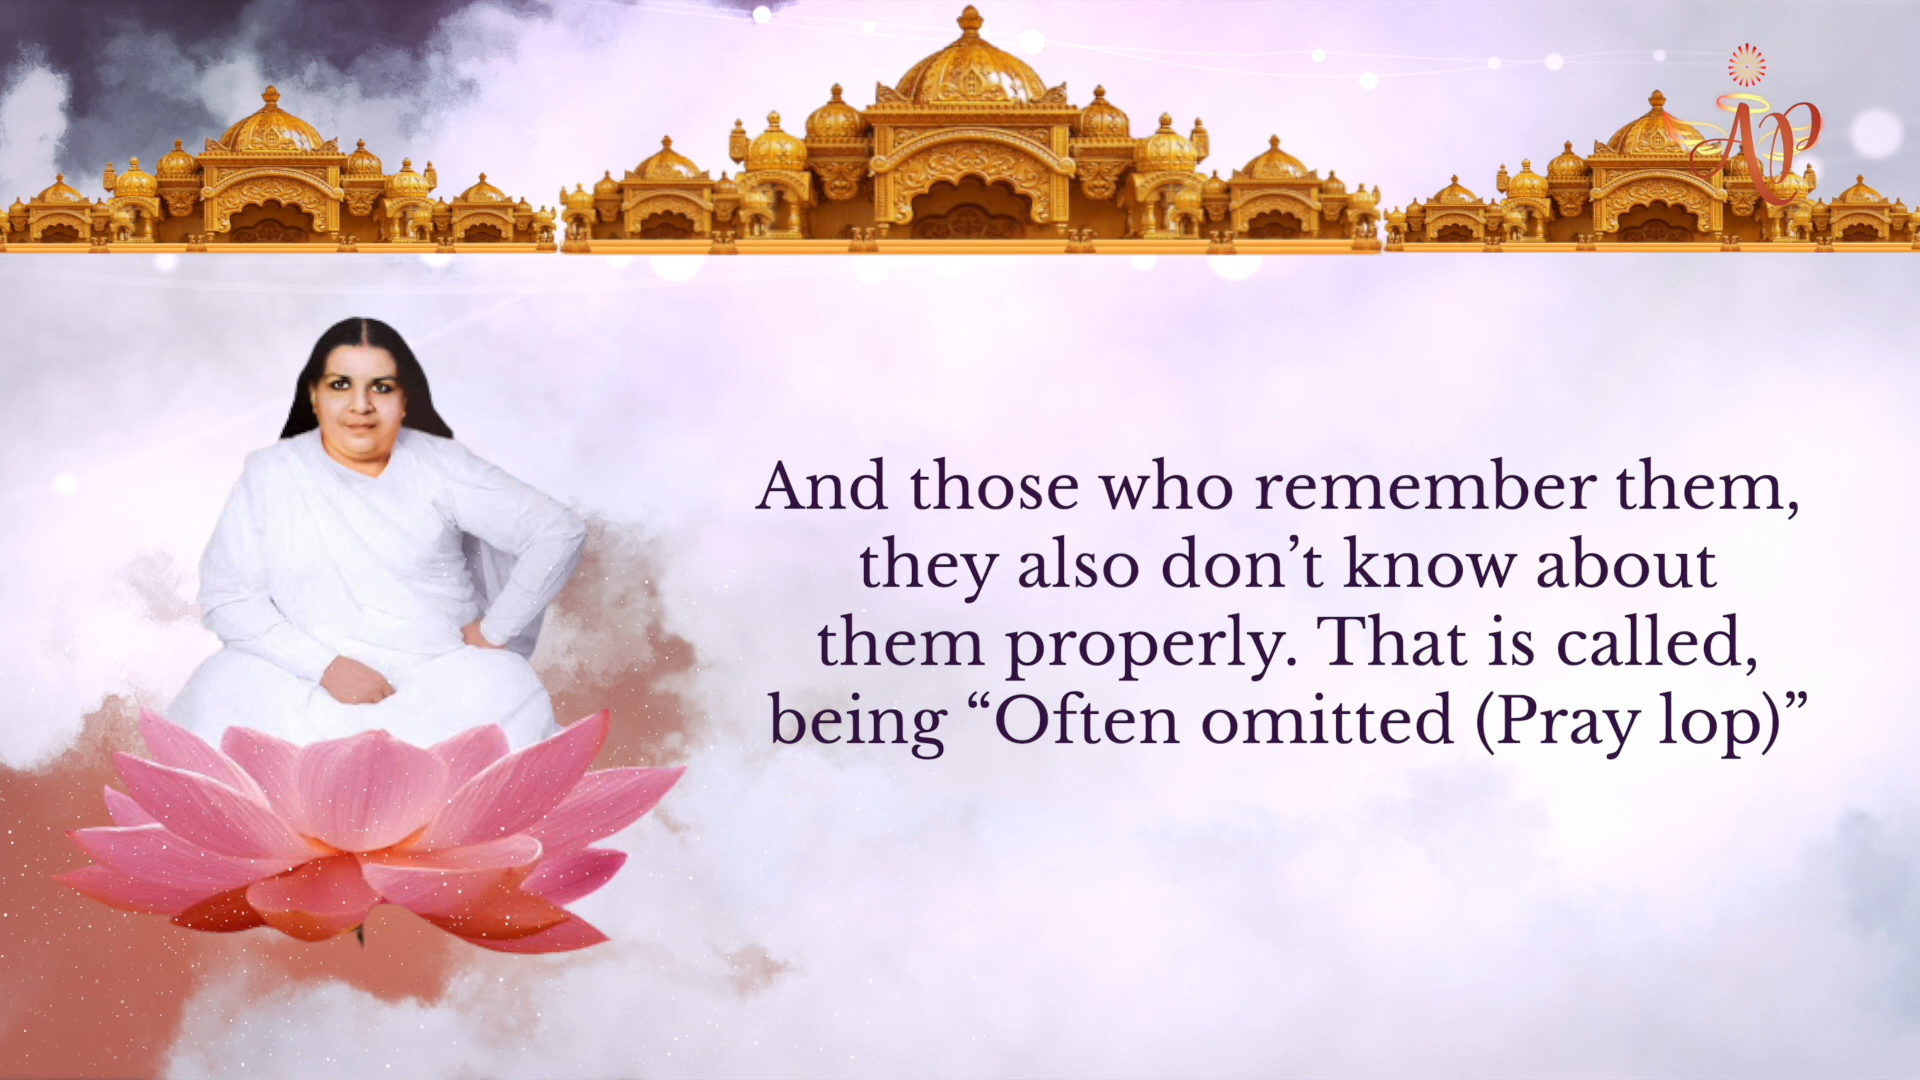 AP
And those who remember them,
they also don’t know about
them properly. That is called,
being “Often omitted (Pray lop)”